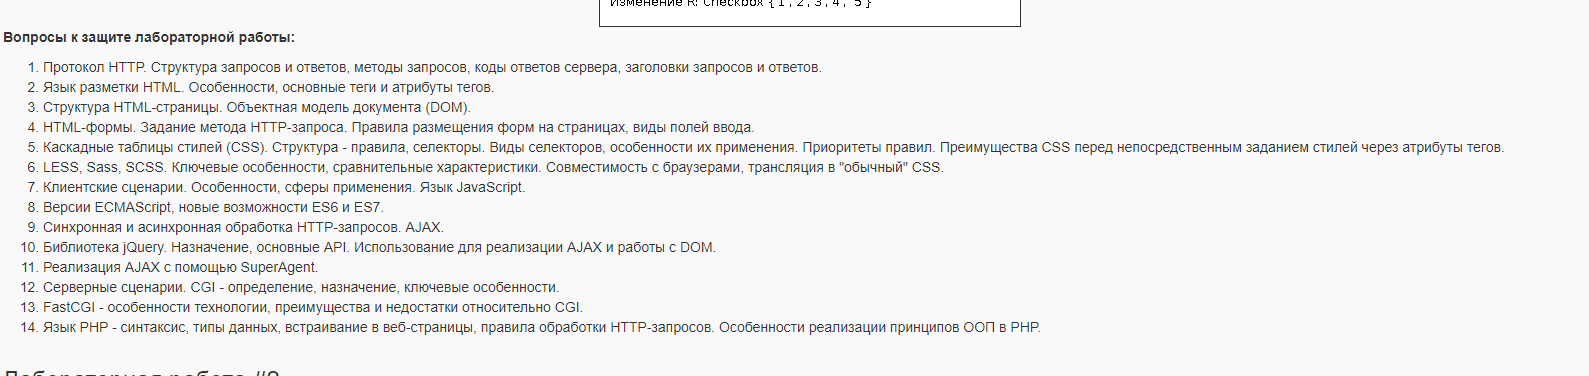 Изменение R: Checkbox { 1 , 2 , 3 , 4 , 5 }
Вопросы к защите лабораторной работы:
1. Протокол HTTP. Структура запросов и ответов, методы запросов, коды ответов сервера, заголовки запросов и ответов.
2. Язык разметки HTML. Особенности, основные теги и атрибуты тегов.
3. Структура HTML-страницы. Объектная модель документа (DOM).
4. HTML-формы. Задание метода HTTP-запроса. Правила размещения форм на страницах, виды полей ввода.
5. Каскадные таблицы стилей (CSS). Структура - правила, селекторы. Виды селекторов, особенности их применения. Приоритеты правил. Преимущества CSS перед непосредственным заданием стилей через атрибуты тегов.
6. LESS, Sass, SCSS. Ключевые особенности, сравнительные характеристики. Совместимость с браузерами, трансляция в "обычный" CSS.
7. Клиентские сценарии. Особенности, сферы применения. Язык JavaScript.
8. Версии ECMAScript, новые возможности ES6 и ES7.
9. Синхронная и асинхронная обработка HTTP-запросов. AJAX.
10. Библиотека jQuery. Назначение, основные API. Использование для реализации AJAX и работы с DOM.
11. Реализация AJAX с помощью SuperAgent.
12. Серверные сценарии. CGI - определение, назначение, ключевые особенности.
13. FastCGI - особенности технологии, преимущества и недостатки относительно CGI.
14. Язык PHP - синтаксис, типы данных, встраивание в веб-страницы, правила обработки HTTP-запросов. Особенности реализации принципов ООП в PHP.